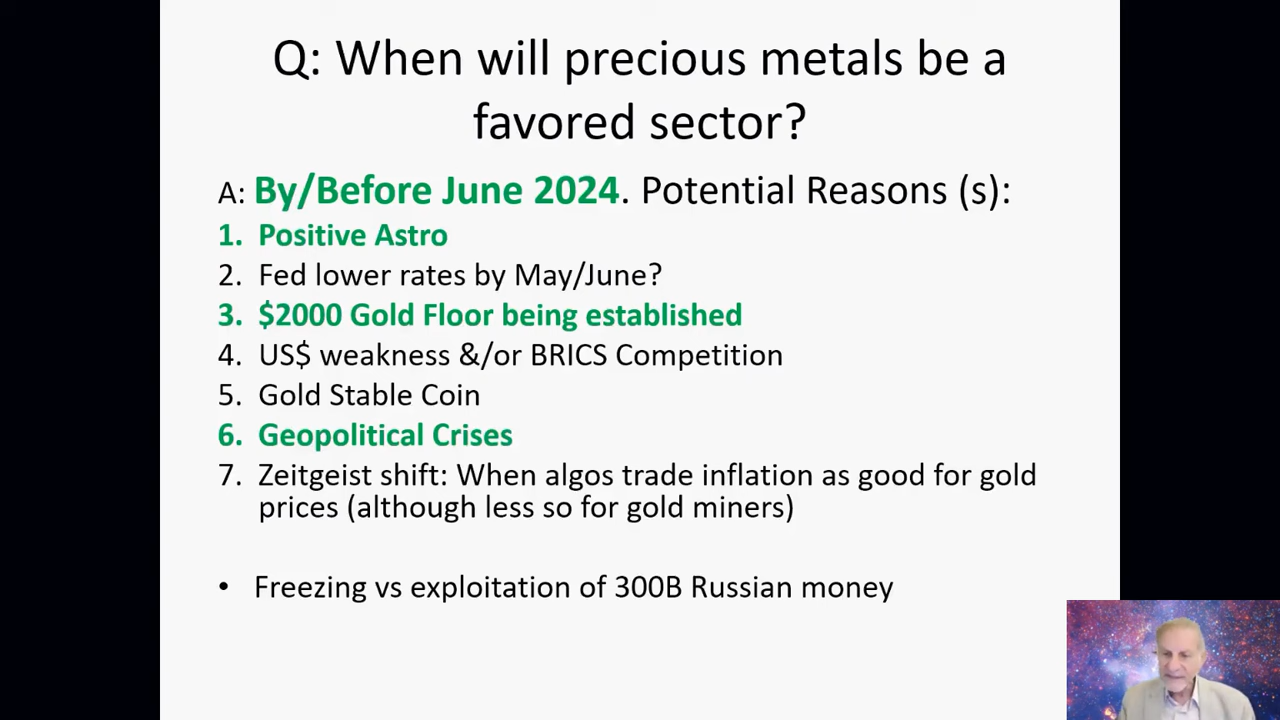 Q: When will precious metals be a
favored sector?
A: By/Before June 2024. Potential Reasons (s):
1. Positive Astro
2. Fed lower rates by May/June?
3. $2000 Gold Floor being established
4. US$ weakness &/or BRICS Competition
5. Gold Stable Coin
6. Geopolitical Crises
7. Zeitgeist shift: When algos trade inflation as good for gold
prices (although less so for gold miners)
• Freezing vs exploitation of 300B Russian money